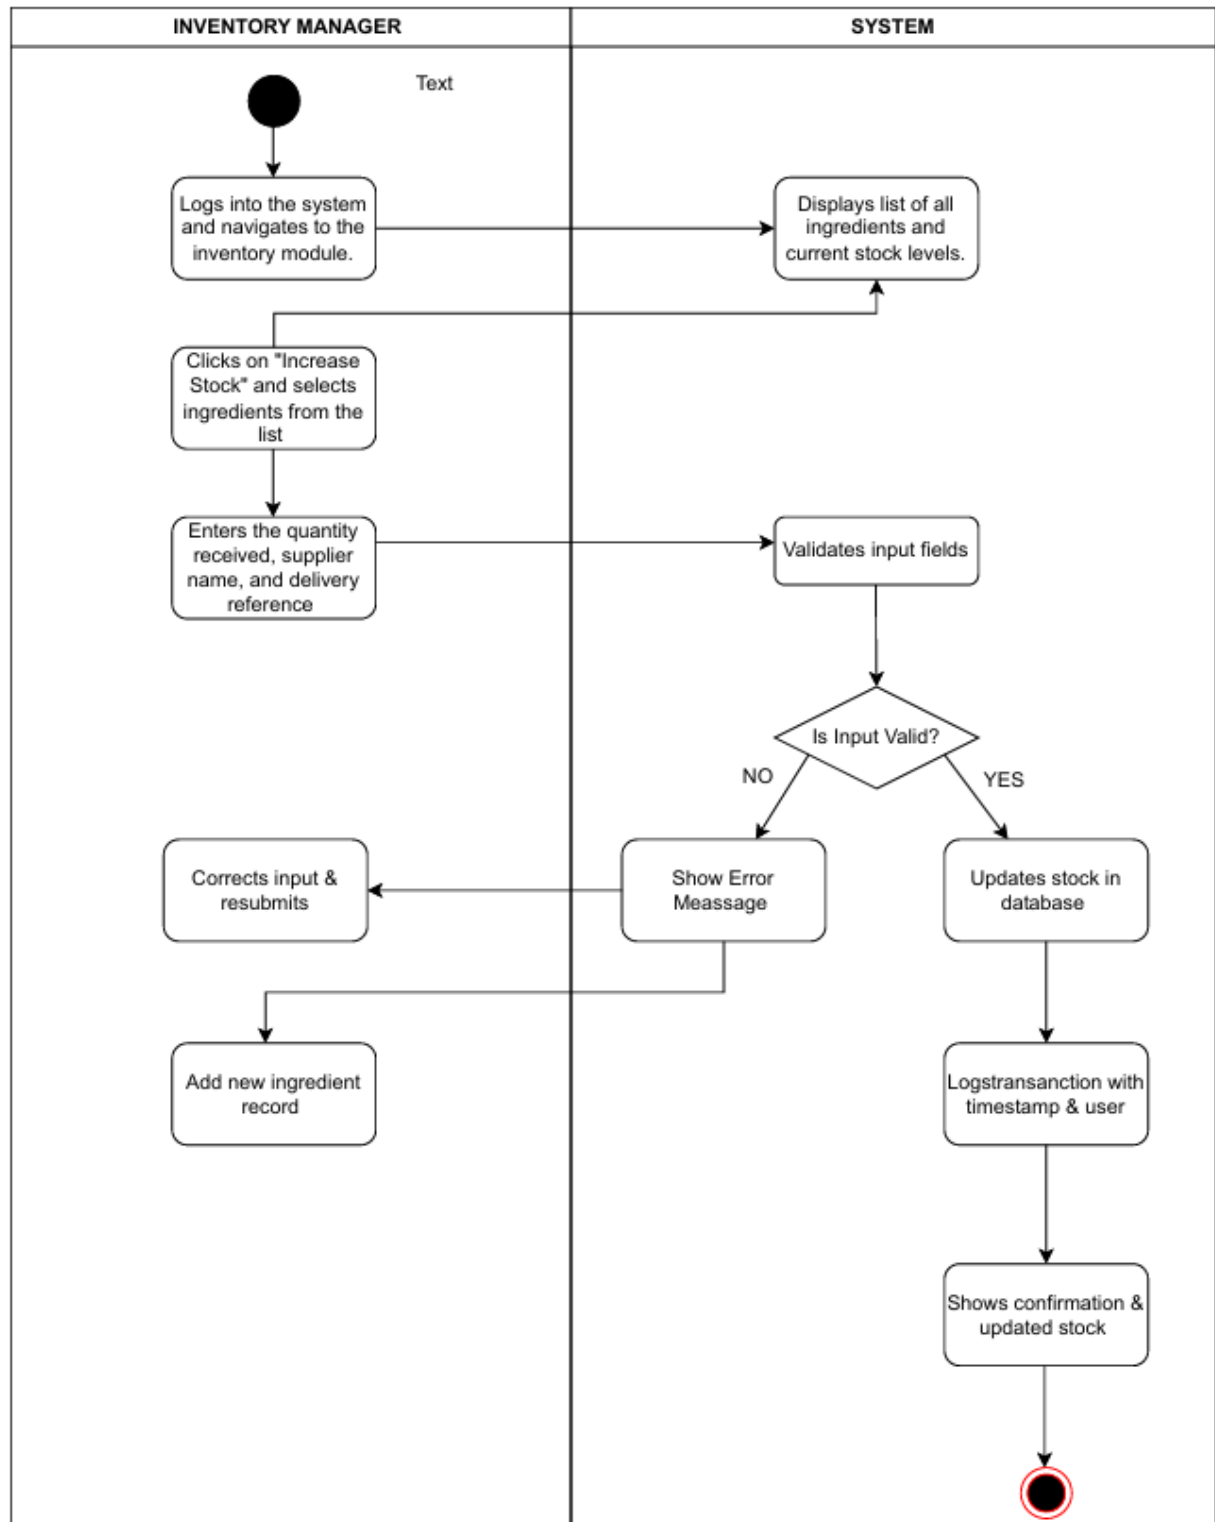 INVENTORY MANAGER
SYSTEM
Text
Logs into the system
and navigates to the
inventory module.
Displays list of all
ingredients and
current stock levels.
Clicks on "Increase
Stock" and selects
ingredients from the
list
Enters the quantity
received, supplier
name, and delivery
reference
Validates input fields
Is Input Valid?
NO
YES
Corrects input &
resubmits
Show Error
Meassage
Updates stock in
database
Add new ingredient
record
Logstransanction with
timestamp & user
Shows confirmation &
updated stock